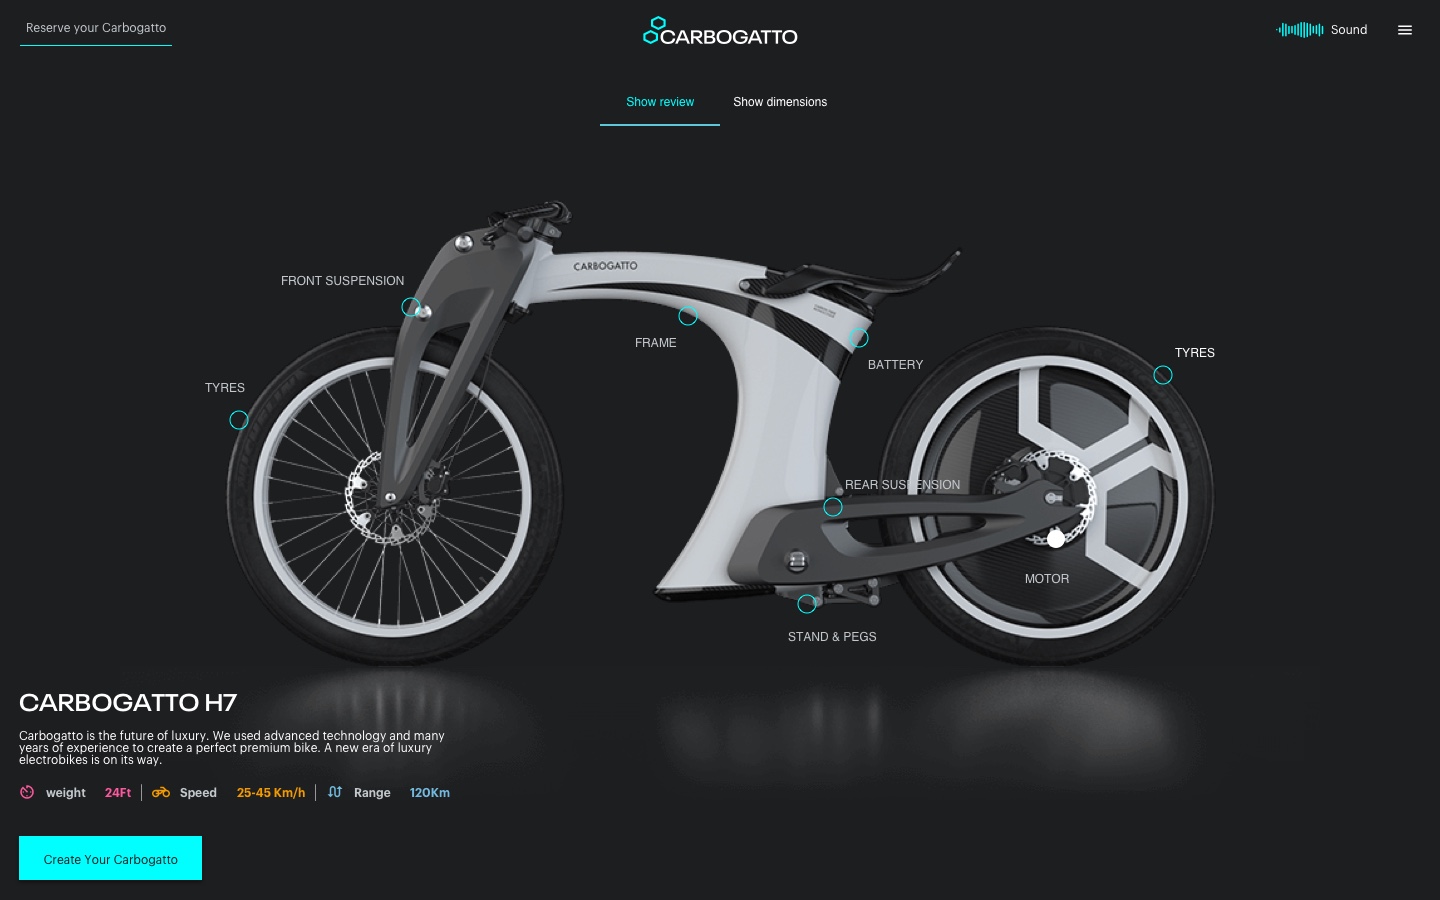 Reserve your Carbogatto
CARBOGATTO
Sound
Show review
Show dimensions
CARBOGATTO
FRONT SUSPENSION
FRAME
BATTERY
TYRES
TYRES
REAR SUSPENSION
MOTOR
STAND & PEGS
CARBOGATTO H7
Carbogatto is the future of luxury. We used advanced technology and many
years of experience to create a perfect premium bike. A new era of luxury
electrobikes is on its way.
weight 24Ft Speed 25-45 Km/h Range 120Km
Create Your Carbogatto